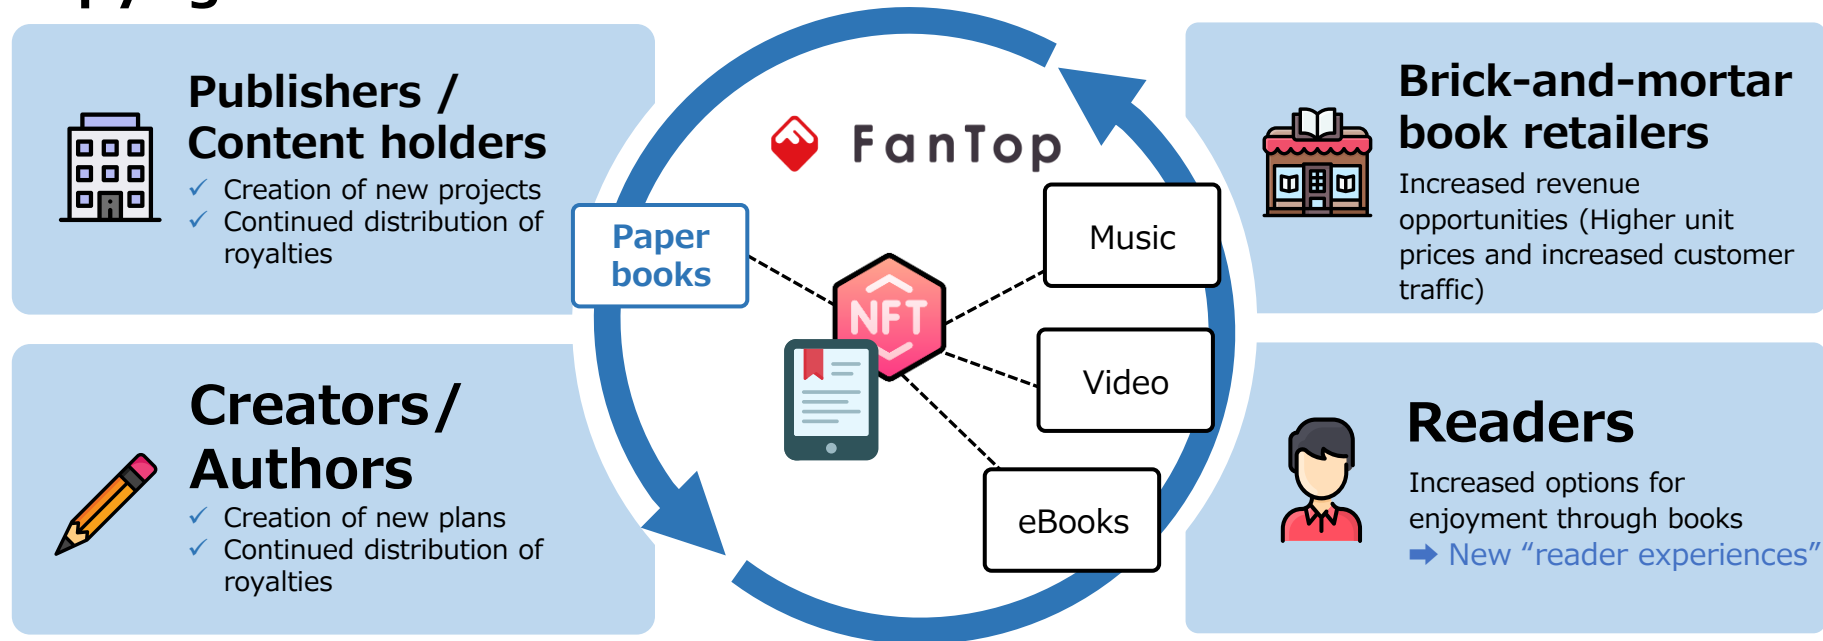 Publishers /
Content holders
✓ Creation of new projects
✓ Continued distribution of
royalties
Creators/
Authors
✓ Creation of new plans
✓ Continued distribution of
royalties
FanTop
Paper
books
NFT
Music
Video
eBooks
Brick-and-mortar
book retailers
Increased revenue
opportunities (Higher unit
prices and increased customer
traffic)
Readers
Increased options for
enjoyment through books
➡ New “reader experiences”